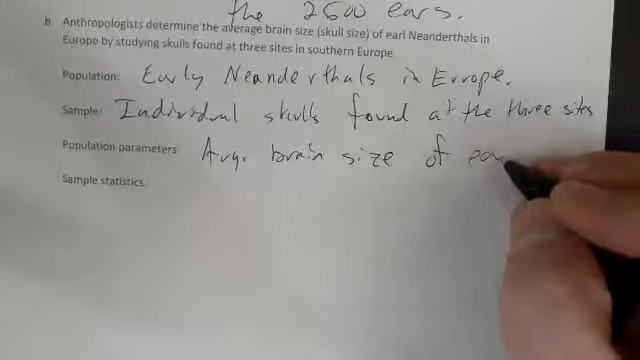 the 2600 ears.
b. Anthropologists determine the average brain size (skull size) of earl Neanderthals in
Europe by studying skulls found at three sites in southern Europe.
Population: Early Neanderthals in Europe.
Sample: Individual skulls found at the three sites
Population parameters: Avg. brain size of ea
Sample statistics.